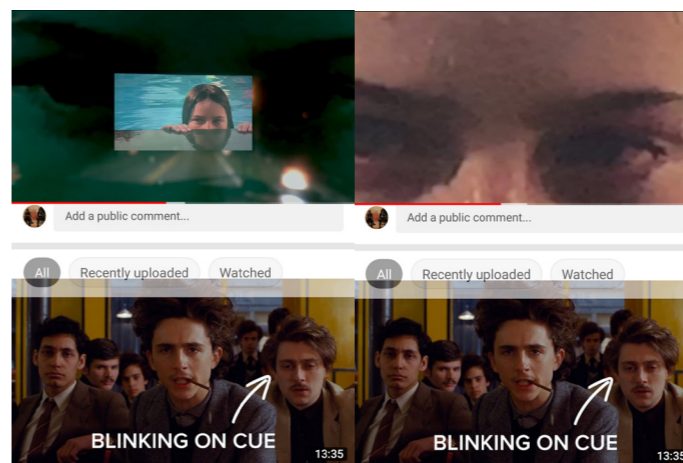 Add a public comment...
All Recently uploaded Watched
BLINKING ON CUE
13:35
Add a public comment...
All Recently uploaded Watched
BLINKING ON CUE
13:35